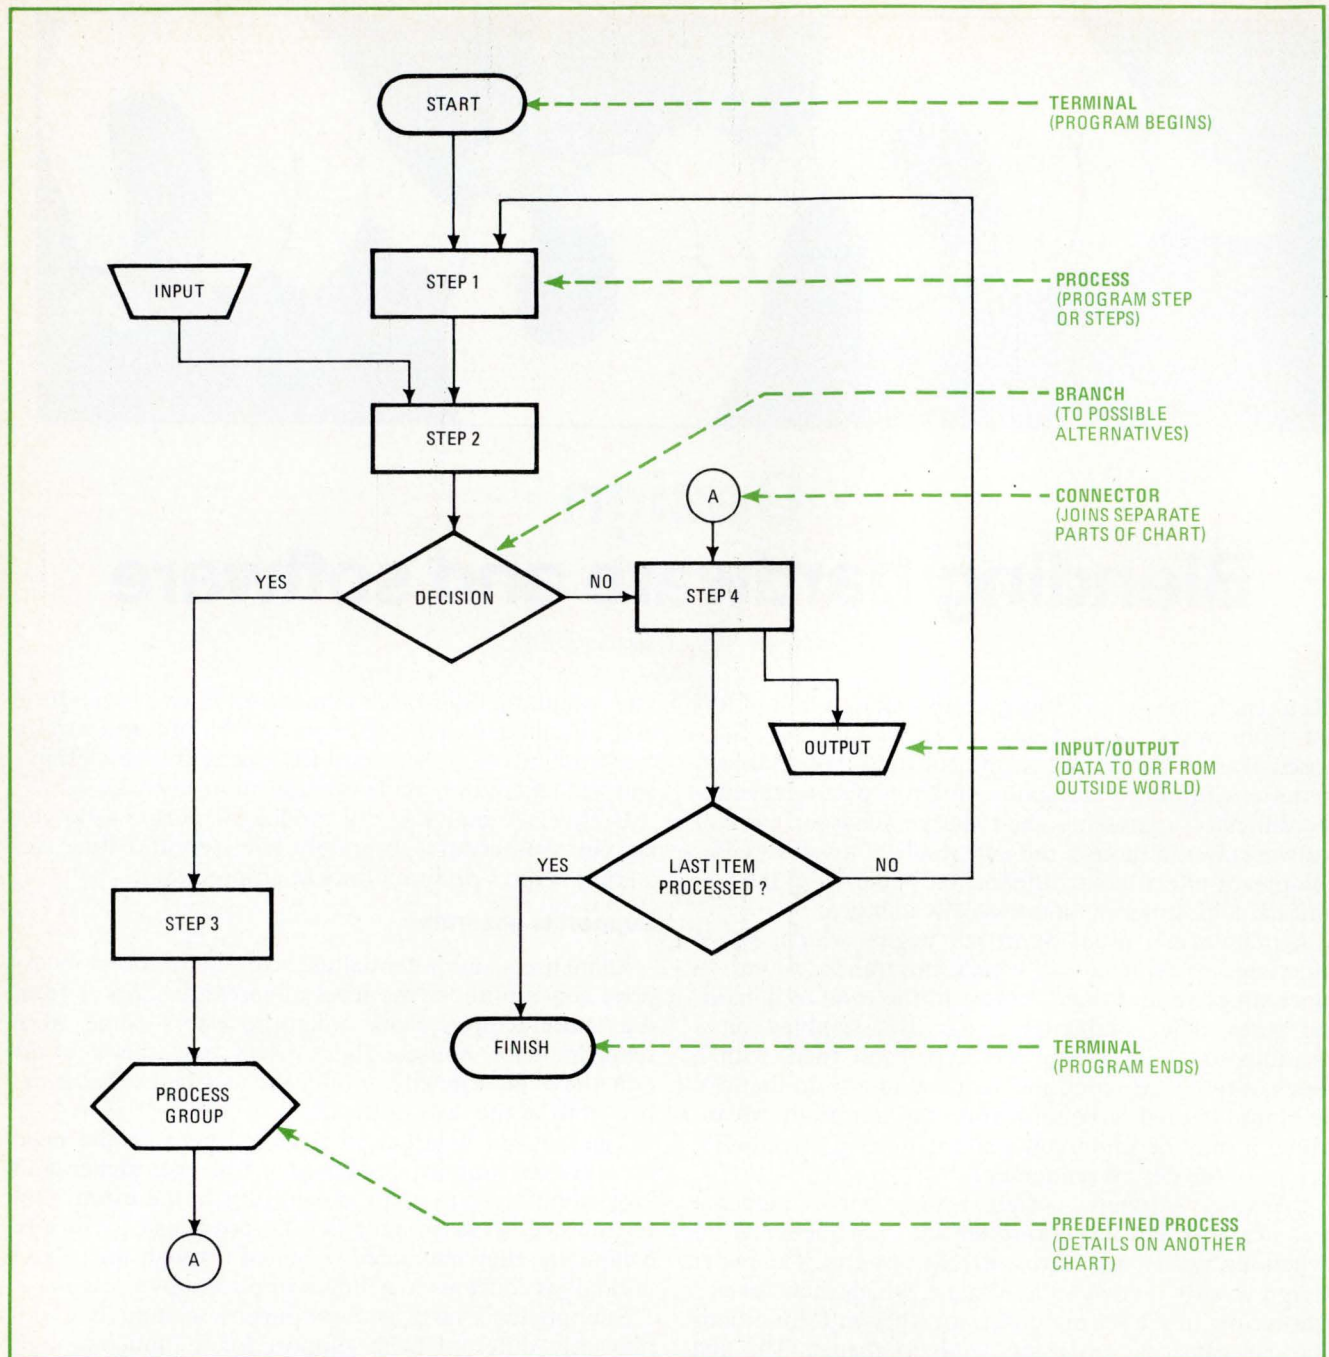 START
TERMINAL
(PROGRAM BEGINS)
INPUT
STEP 1
PROCESS
(PROGRAM STEP
OR STEPS)
STEP 2
BRANCH
(TO POSSIBLE
ALTERNATIVES)
A
CONNECTOR
(JOINS SEPARATE
PARTS OF CHART)
YES
DECISION
NO
STEP 4
OUTPUT
INPUT/OUTPUT
(DATA TO OR FROM
OUTSIDE WORLD)
YES
LAST ITEM
PROCESSED ?
NO
STEP 3
FINISH
TERMINAL
(PROGRAM ENDS)
PROCESS
GROUP
PREDEFINED PROCESS
(DETAILS ON ANOTHER
CHART)
A